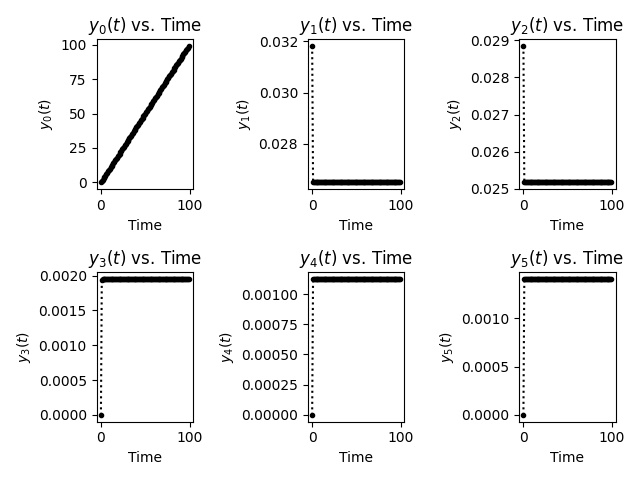 y₀(t) vs. Time
y₁(t) vs. Time
y₂(t) vs. Time
100
75
50
25
0
y₀(t)
0 100
Time
0.032
0.030
0.028
y₁(t)
0 100
Time
0.029
0.028
0.027
0.026
0.025
y₂(t)
0 100
Time
y₃(t) vs. Time
y₄(t) vs. Time
y₅(t) vs. Time
0.0020
0.0015
0.0010
0.0005
0.0000
y₃(t)
0 100
Time
0.00100
0.00075
0.00050
0.00025
0.00000
y₄(t)
0 100
Time
0.0010
0.0005
0.0000
y₅(t)
0 100
Time